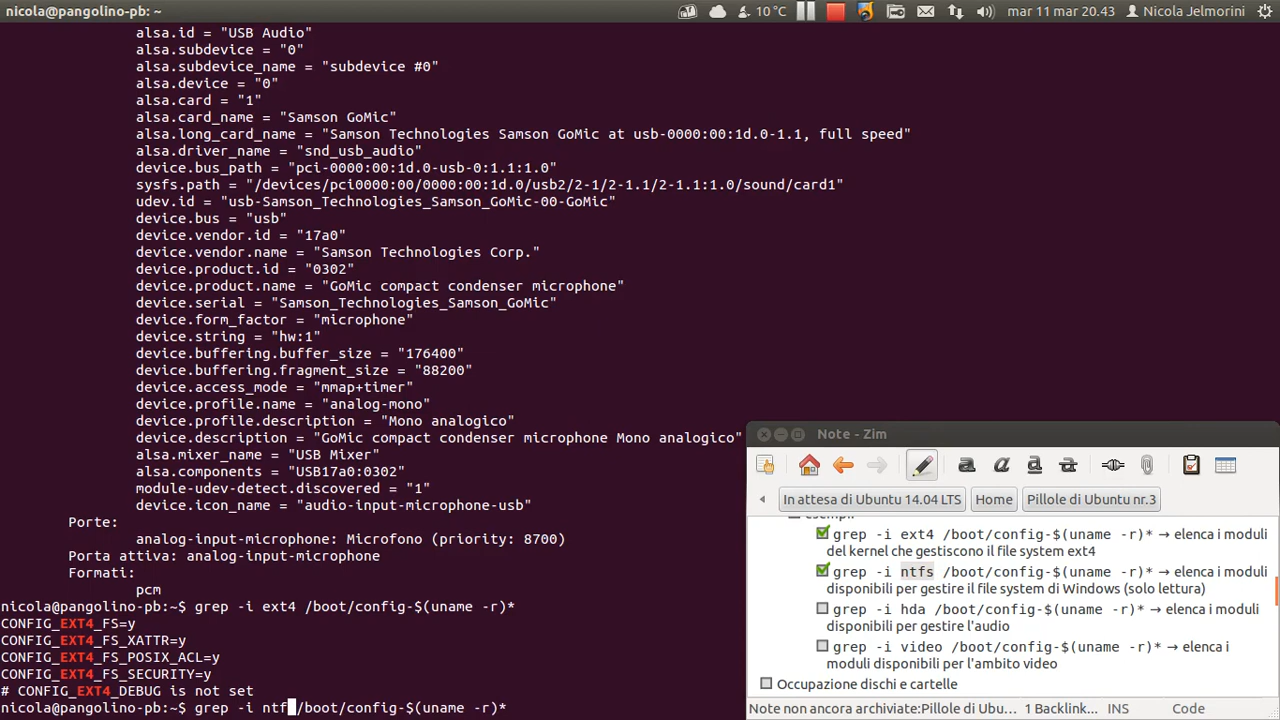 nicola@pangolino-pb: ~
10 °C
mar 11 mar 20.43
Nicola Jelmorini
alsa.id = "USB Audio"
alsa.subdevice = "0"
alsa.subdevice_name = "subdevice #0"
alsa.device = "0"
alsa.card = "1"
alsa.card_name = "Samson GoMic"
alsa.long_card_name = "Samson Technologies Samson GoMic at usb-0000:00:1d.0-1.1, full speed"
alsa.driver_name = "snd_usb_audio"
device.bus_path = "pci-0000:00:1d.0-usb-0:1.1:1.0"
sysfs.path = "/devices/pci0000:00/0000:00:1d.0/usb2/2-1/2-1.1/2-1.1:1.0/sound/card1"
udev.id = "usb-Samson_Technologies_Samson_GoMic-00-GoMic"
device.bus = "usb"
device.vendor.id = "17a0"
device.vendor.name = "Samson Technologies Corp."
device.product.id = "0302"
device.product.name = "GoMic compact condenser microphone"
device.serial = "Samson_Technologies_Samson_GoMic"
device.form_factor = "microphone"
device.string = "hw:1"
device.buffering.buffer_size = "176400"
device.buffering.fragment_size = "88200"
device.access_mode = "mmap+timer"
device.profile.name = "analog-mono"
device.profile.description = "Mono analogico"
device.description = "GoMic compact condenser microphone Mono analogico"
alsa.mixer_name = "USB Mixer"
alsa.components = "USB17a0:0302"
module-udev-detect.discovered = "1"
device.icon_name = "audio-input-microphone-usb"
Porte:
analog-input-microphone: Microfono (priority: 8700)
Porta attiva: analog-input-microphone
Formati:
pcm
nicola@pangolino-pb:~$ grep -i ext4 /boot/config-$(uname -r)*
CONFIG_EXT4_FS=y
CONFIG_EXT4_FS_XATTR=y
CONFIG_EXT4_FS_POSIX_ACL=y
CONFIG_EXT4_FS_SECURITY=y
# CONFIG_EXT4_DEBUG is not set
nicola@pangolino-pb:~$ grep -i ntf /boot/config-$(uname -r)*
Note - Zim
In attesa di Ubuntu 14.04 LTS
Home
Pillole di Ubuntu nr.3
esempi:
grep -i ext4 /boot/config-$(uname -r)* → elenca i moduli
del kernel che gestiscono il file system ext4
grep -i ntfs /boot/config-$(uname -r)* → elenca i moduli
disponibili per gestire il file system di Windows (solo lettura)
grep -i hda /boot/config-$(uname -r)* → elenca i moduli
disponibili per gestire l'audio
grep -i video /boot/config-$(uname -r)* → elenca i
moduli disponibili per l'ambito video
Occupazione dischi e cartelle
Note non ancora archiviate:Pillole di Ubu...
1 Backlink...
INS
Code